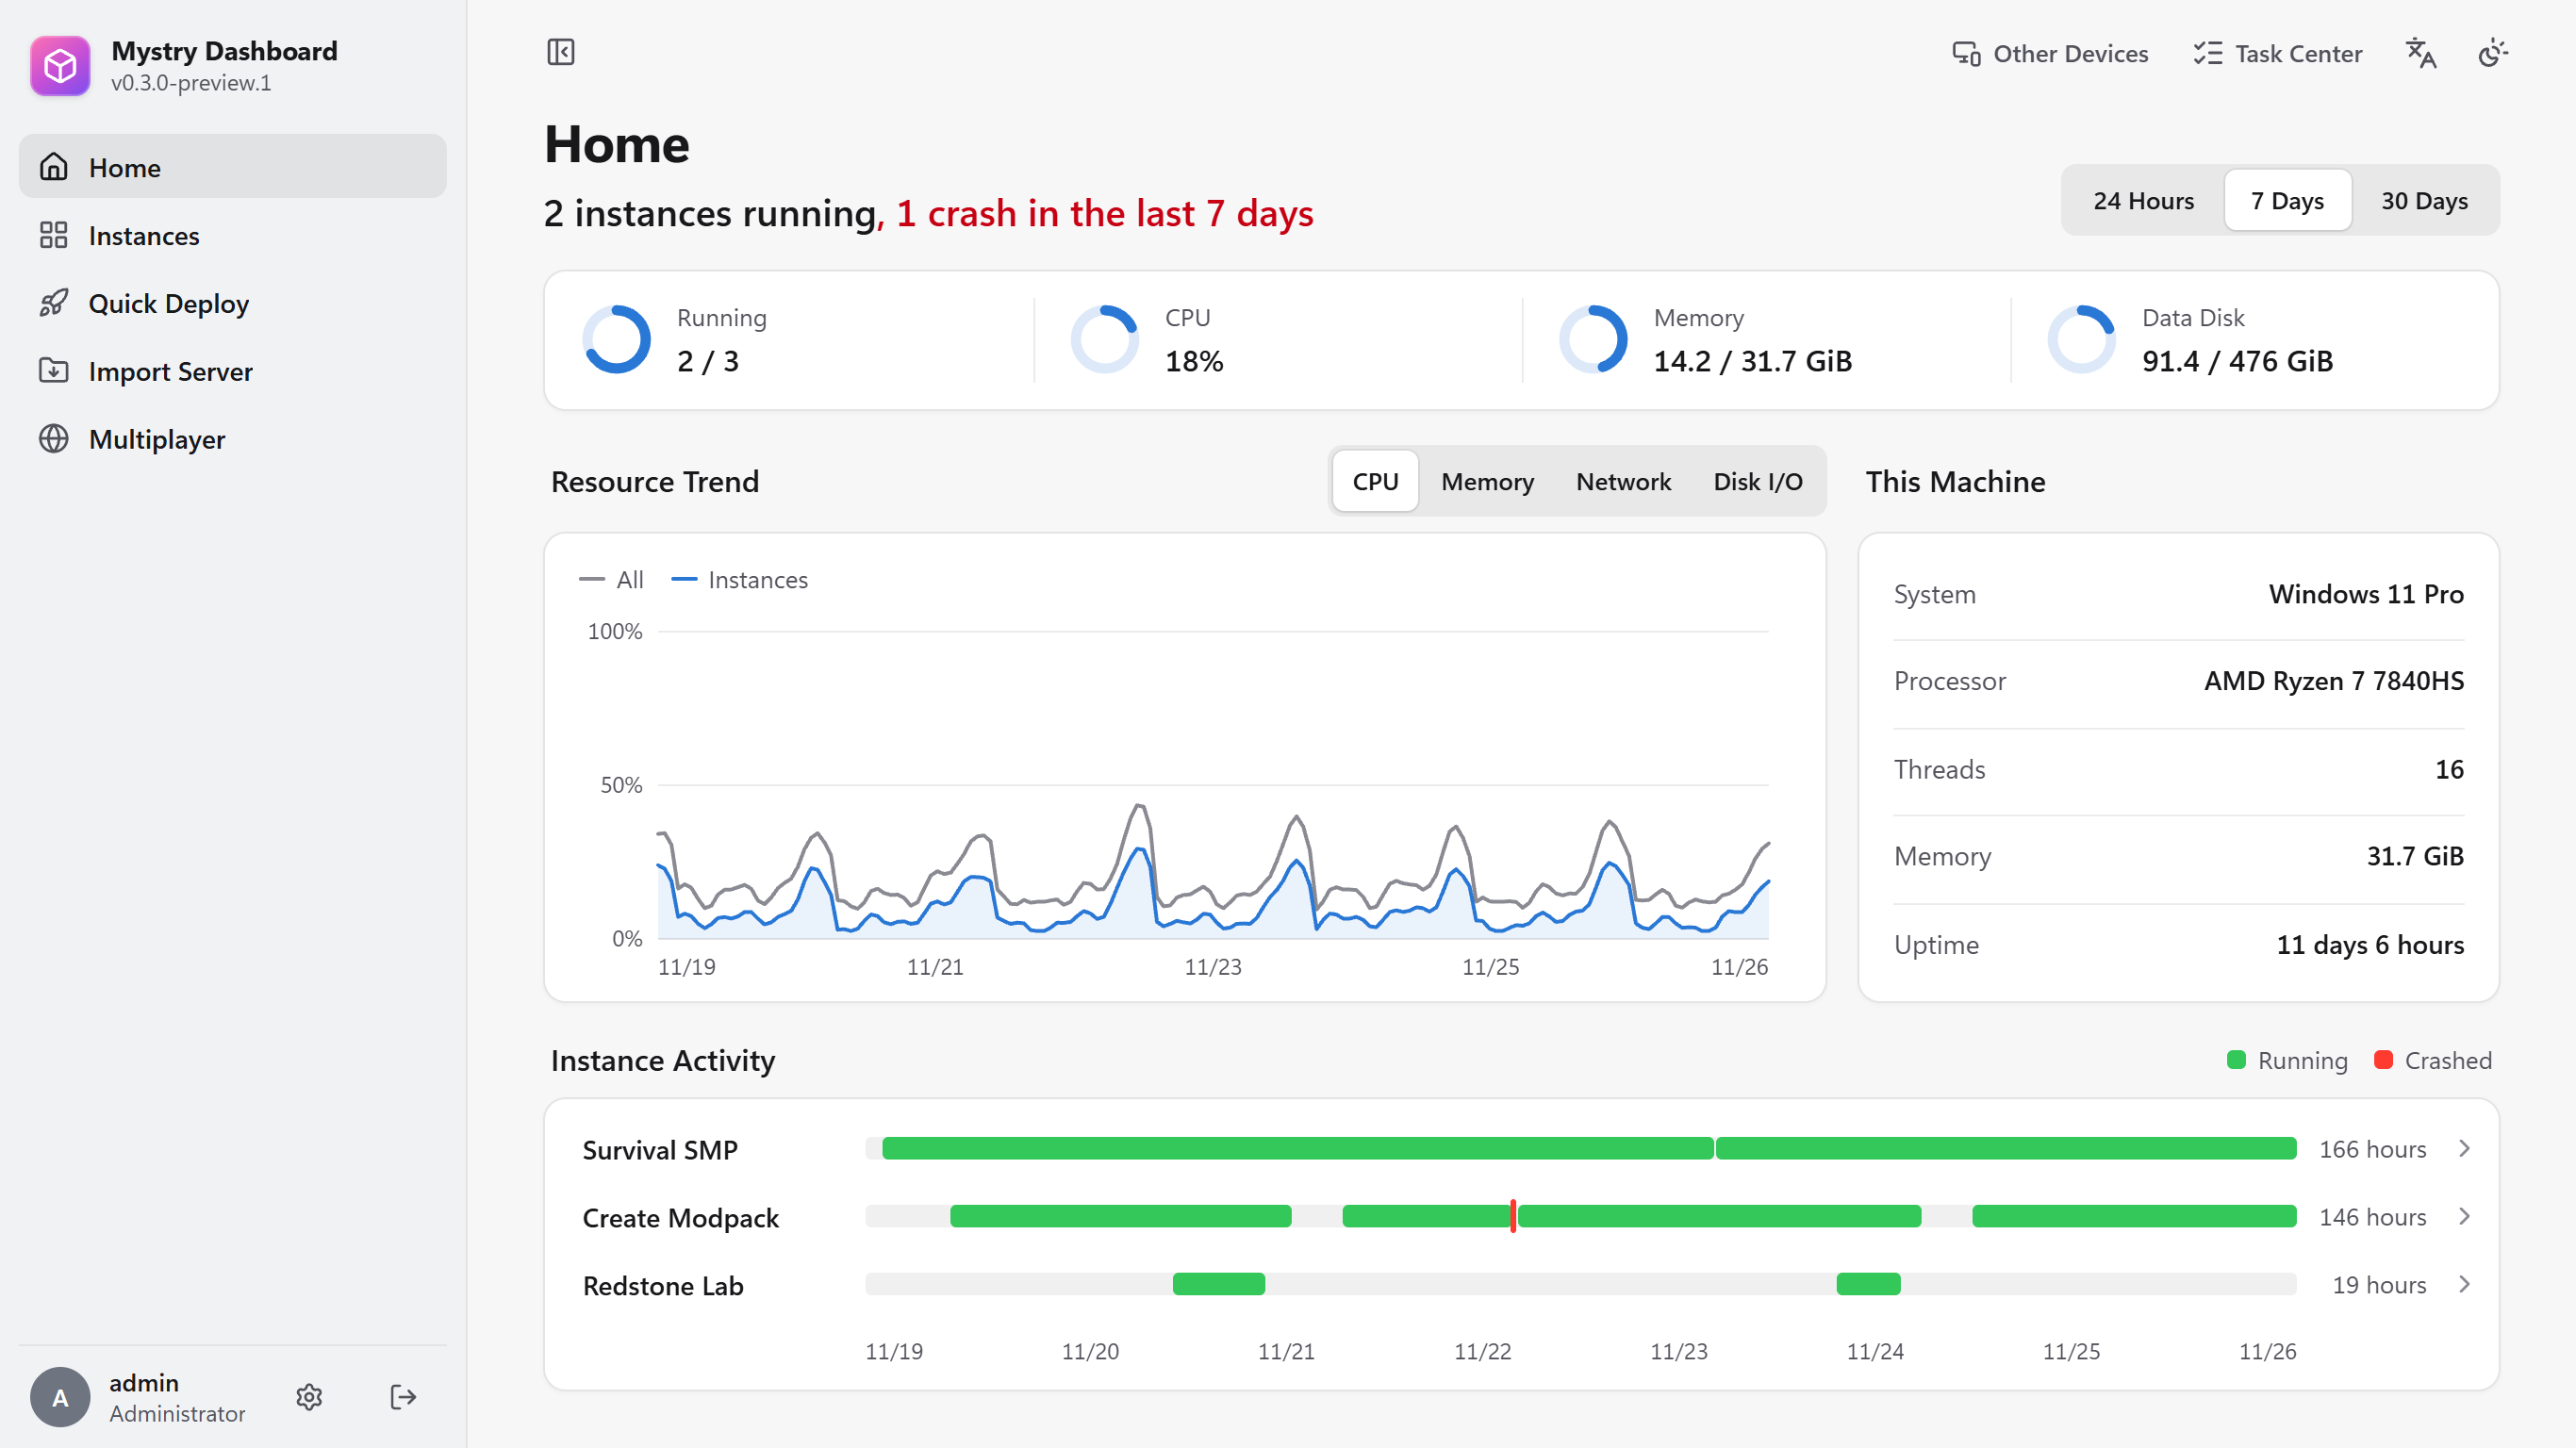 Mystry Dashboard
v0.3.0-preview.1
Home
Instances
Quick Deploy
Import Server
Multiplayer
A
admin
Administrator
Other Devices
Task Center
Home
2 instances running, 1 crash in the last 7 days
24 Hours
7 Days
30 Days
Running
2 / 3
CPU
18%
Memory
14.2 / 31.7 GiB
Data Disk
91.4 / 476 GiB
Resource Trend
CPU
Memory
Network
Disk I/O
All
Instances
100%
50%
0%
11/19
11/21
11/23
11/25
11/26
This Machine
System
Windows 11 Pro
Processor
AMD Ryzen 7 7840HS
Threads
16
Memory
31.7 GiB
Uptime
11 days 6 hours
Instance Activity
Running
Crashed
Survival SMP
166 hours
Create Modpack
146 hours
Redstone Lab
19 hours
11/19
11/20
11/21
11/22
11/23
11/24
11/25
11/26